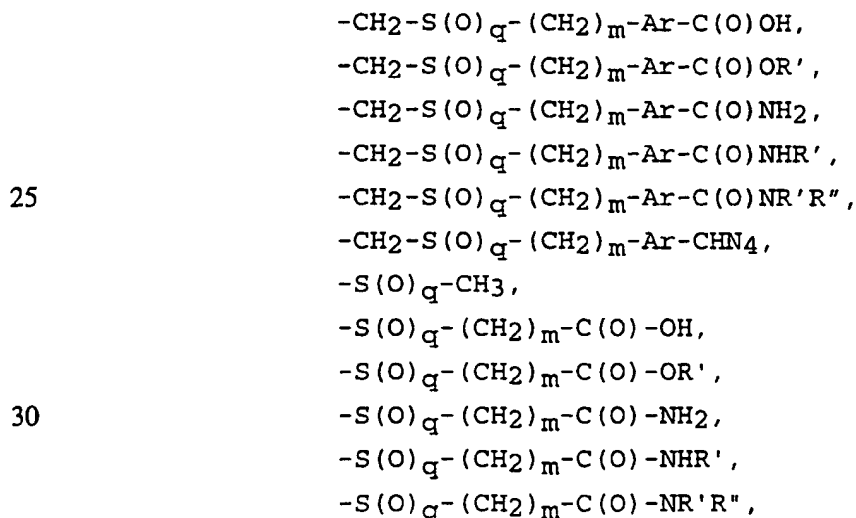 -CH2-S(O)q-(CH2)m-Ar-C(O)OH,
-CH2-S(O)q-(CH2)m-Ar-C(O)OR',
-CH2-S(O)q-(CH2)m-Ar-C(O)NH2,
-CH2-S(O)q-(CH2)m-Ar-C(O)NHR',
25 -CH2-S(O)q-(CH2)m-Ar-C(O)NR'R",
-CH2-S(O)q-(CH2)m-Ar-CHN4,
-S(O)q-CH3,
-S(O)q-(CH2)m-C(O)-OH,
-S(O)q-(CH2)m-C(O)-OR',
30 -S(O)q-(CH2)m-C(O)-NH2,
-S(O)q-(CH2)m-C(O)-NHR',
-S(O)q-(CH2)m-C(O)-NR'R",